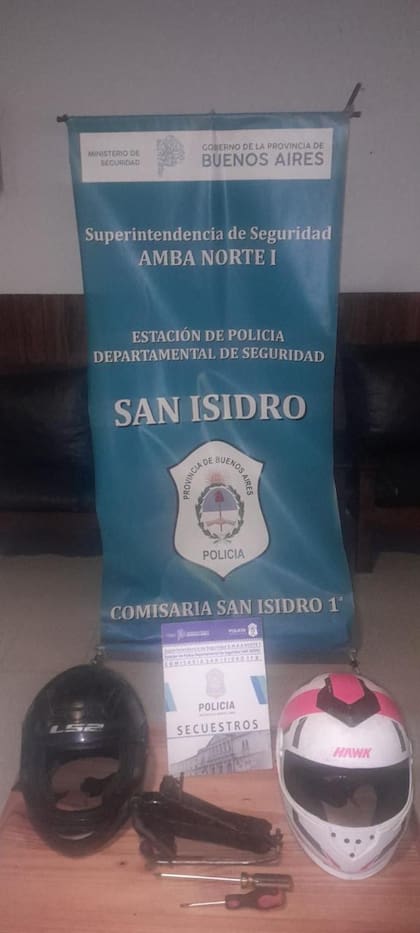 MINISTERIO DE
SEGURIDAD
GOBIERNO DE LA PROVINCIA DE
BUENOS AIRES
Superintendencia de Seguridad
AMBA NORTE I
ESTACIÓN DE POLICIA
DEPARTAMENTAL DE SEGURIDAD
SAN ISIDRO
PROVINCIA DE BUENOS AIRES
POLICIA
COMISARIA SAN ISIDRO 1ª
POLICIA
SECUESTROS
LS2
HAWK